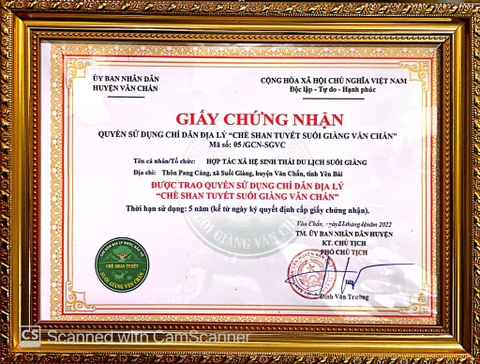 ỦY BAN NHÂN DÂN
HUYỆN VĂN CHẤN
CỘNG HÒA XÃ HỘI CHỦ NGHĨA VIỆT NAM
Độc lập - Tự do - Hạnh phúc
GIẤY CHỨNG NHẬN
QUYỀN SỬ DỤNG CHỈ DẪN ĐỊA LÝ “CHÈ SHAN TUYẾT SUỐI GIÀNG VĂN CHẤN”
Mã số: 05 /GCN-SGVC
Tên cá nhân/Tổ chức: HỢP TÁC XÃ HỆ SINH THÁI DU LỊCH SUỐI GIÀNG
Địa chỉ: Thôn Pang Cáng, xã Suối Giàng, huyện Văn Chấn, tỉnh Yên Bái
ĐƯỢC TRAO QUYỀN SỬ DỤNG CHỈ DẪN ĐỊA LÝ
“CHÈ SHAN TUYẾT SUỐI GIÀNG VĂN CHẤN”
Thời hạn sử dụng: 5 năm (kể từ ngày ký quyết định cấp giấy chứng nhận).
Văn Chấn, ngày tháng năm 2022
TM. ỦY BAN NHÂN DÂN HUYỆN
KT. CHỦ TỊCH
PHÓ CHỦ TỊCH
CHÈ SHAN TUYẾT
SUỐI GIÀNG VĂN CHẤN
Đinh Văn Trường
CS Scanned with CamScanner